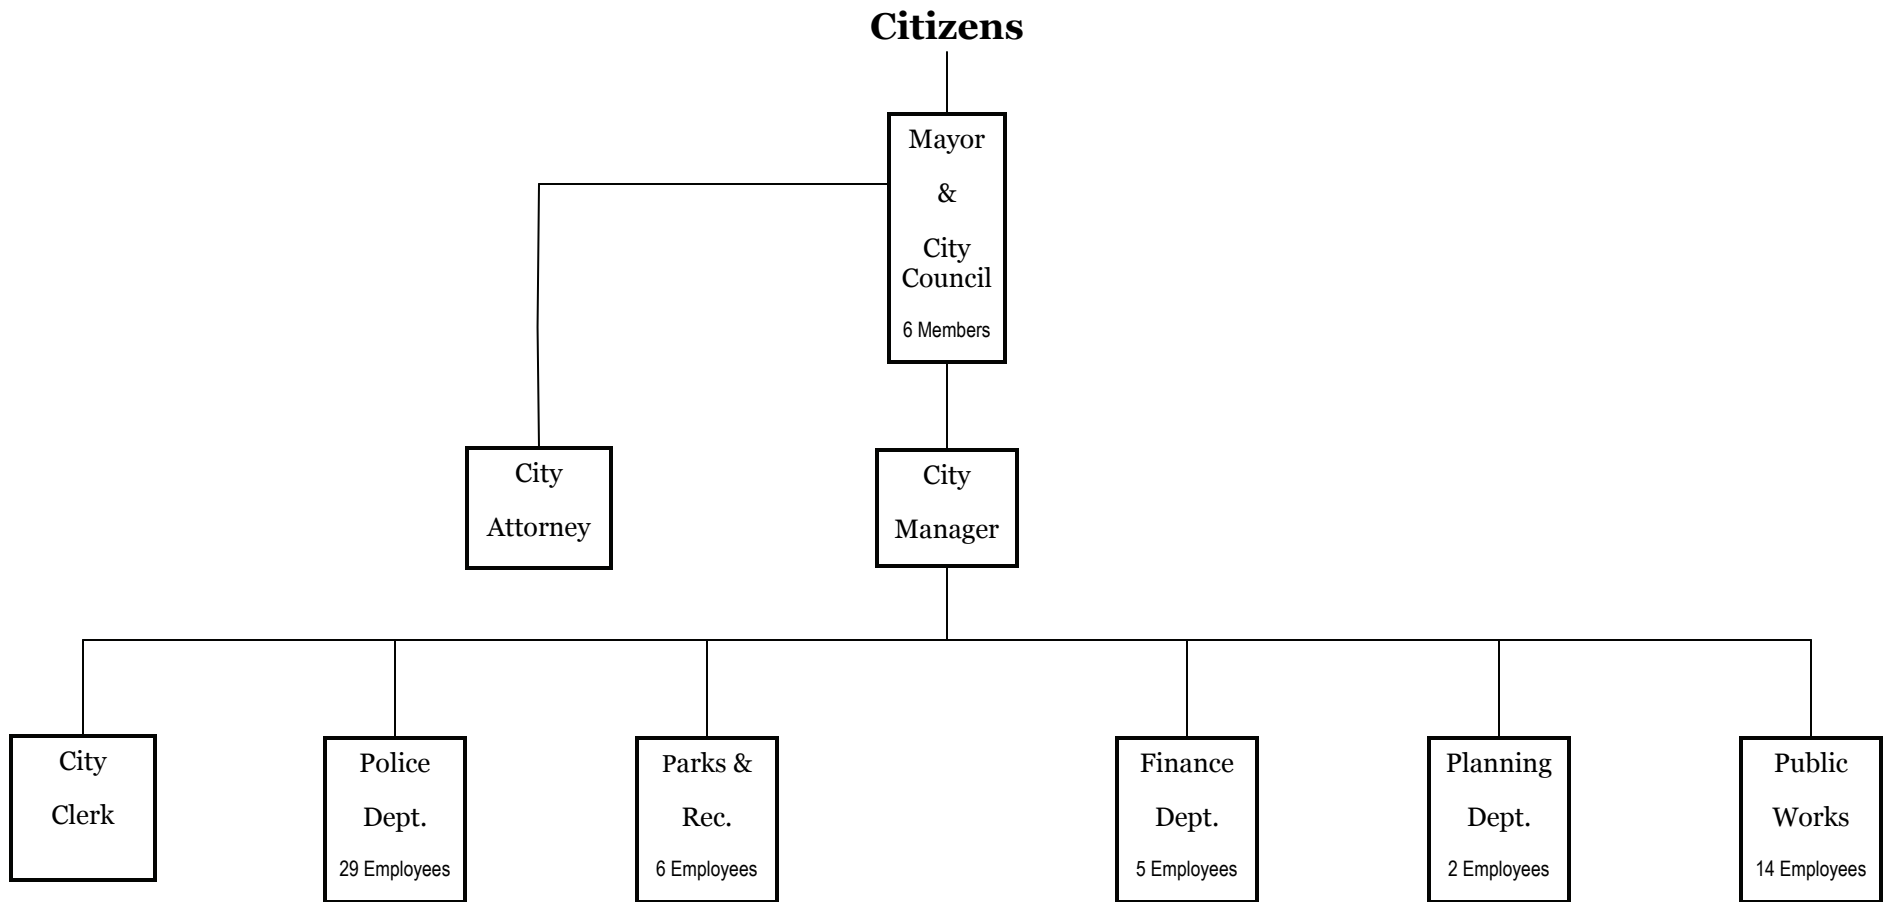 Citizens
Mayor
&
City
Council
6 Members
City
Attorney
City
Manager
City
Clerk
Police
Dept.
29 Employees
Parks &
Rec.
6 Employees
Finance
Dept.
5 Employees
Planning
Dept.
2 Employees
Public
Works
14 Employees